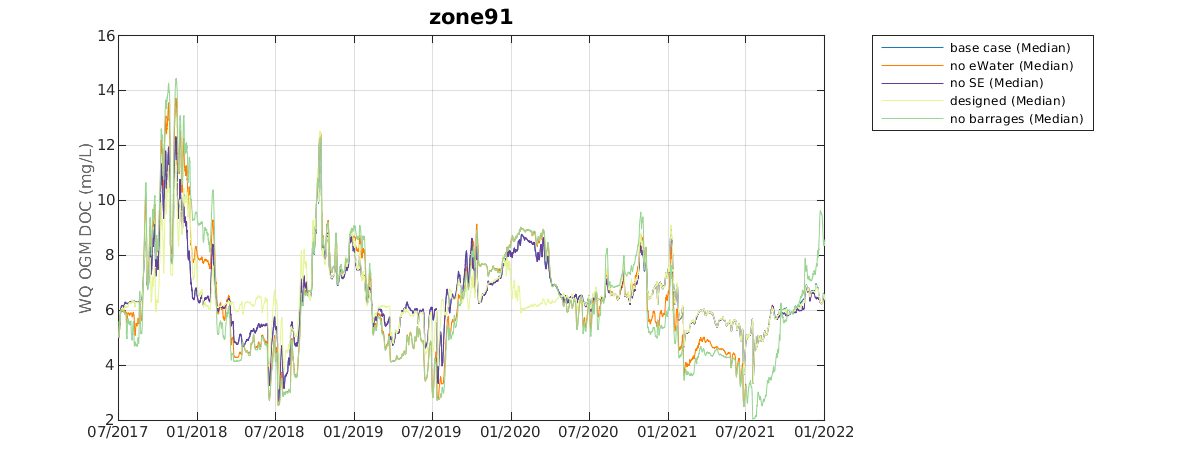 zone91
WQ OGM DOC (mg/L)
16
14
12
10
8
6
4
2
07/2017 01/2018 07/2018 01/2019 07/2019 01/2020 07/2020 01/2021 07/2021 01/2022
base case (Median)
no eWater (Median)
no SE (Median)
designed (Median)
no barrages (Median)